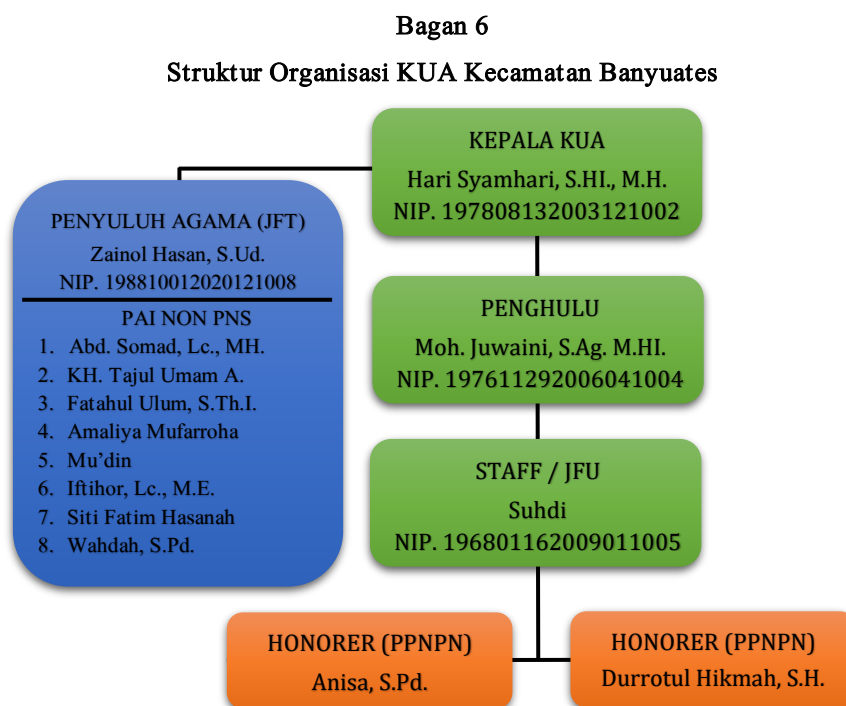 Bagan 6
Struktur Organisasi KUA Kecamatan Banyuates
KEPALA KUA
Hari Syamhari, S.HI., M.H.
NIP. 197808132003121002
PENYULUH AGAMA (JFT)
Zainol Hasan, S.Ud.
NIP. 198810012020121008
PAI NON PNS
1. Abd. Somad, Lc., MH.
2. KH. Tajul Umam A.
3. Fatahul Ulum, S.Th.I.
4. Amaliya Mufarroha
5. Mu’din
6. Iftihor, Lc., M.E.
7. Siti Fatim Hasanah
8. Wahdah, S.Pd.
PENGHULU
Moh. Juwaini, S.Ag. M.HI.
NIP. 197611292006041004
STAFF / JFU
Suhdi
NIP. 196801162009011005
HONORER (PPNPN)
Anisa, S.Pd.
HONORER (PPNPN)
Durrotul Hikmah, S.H.